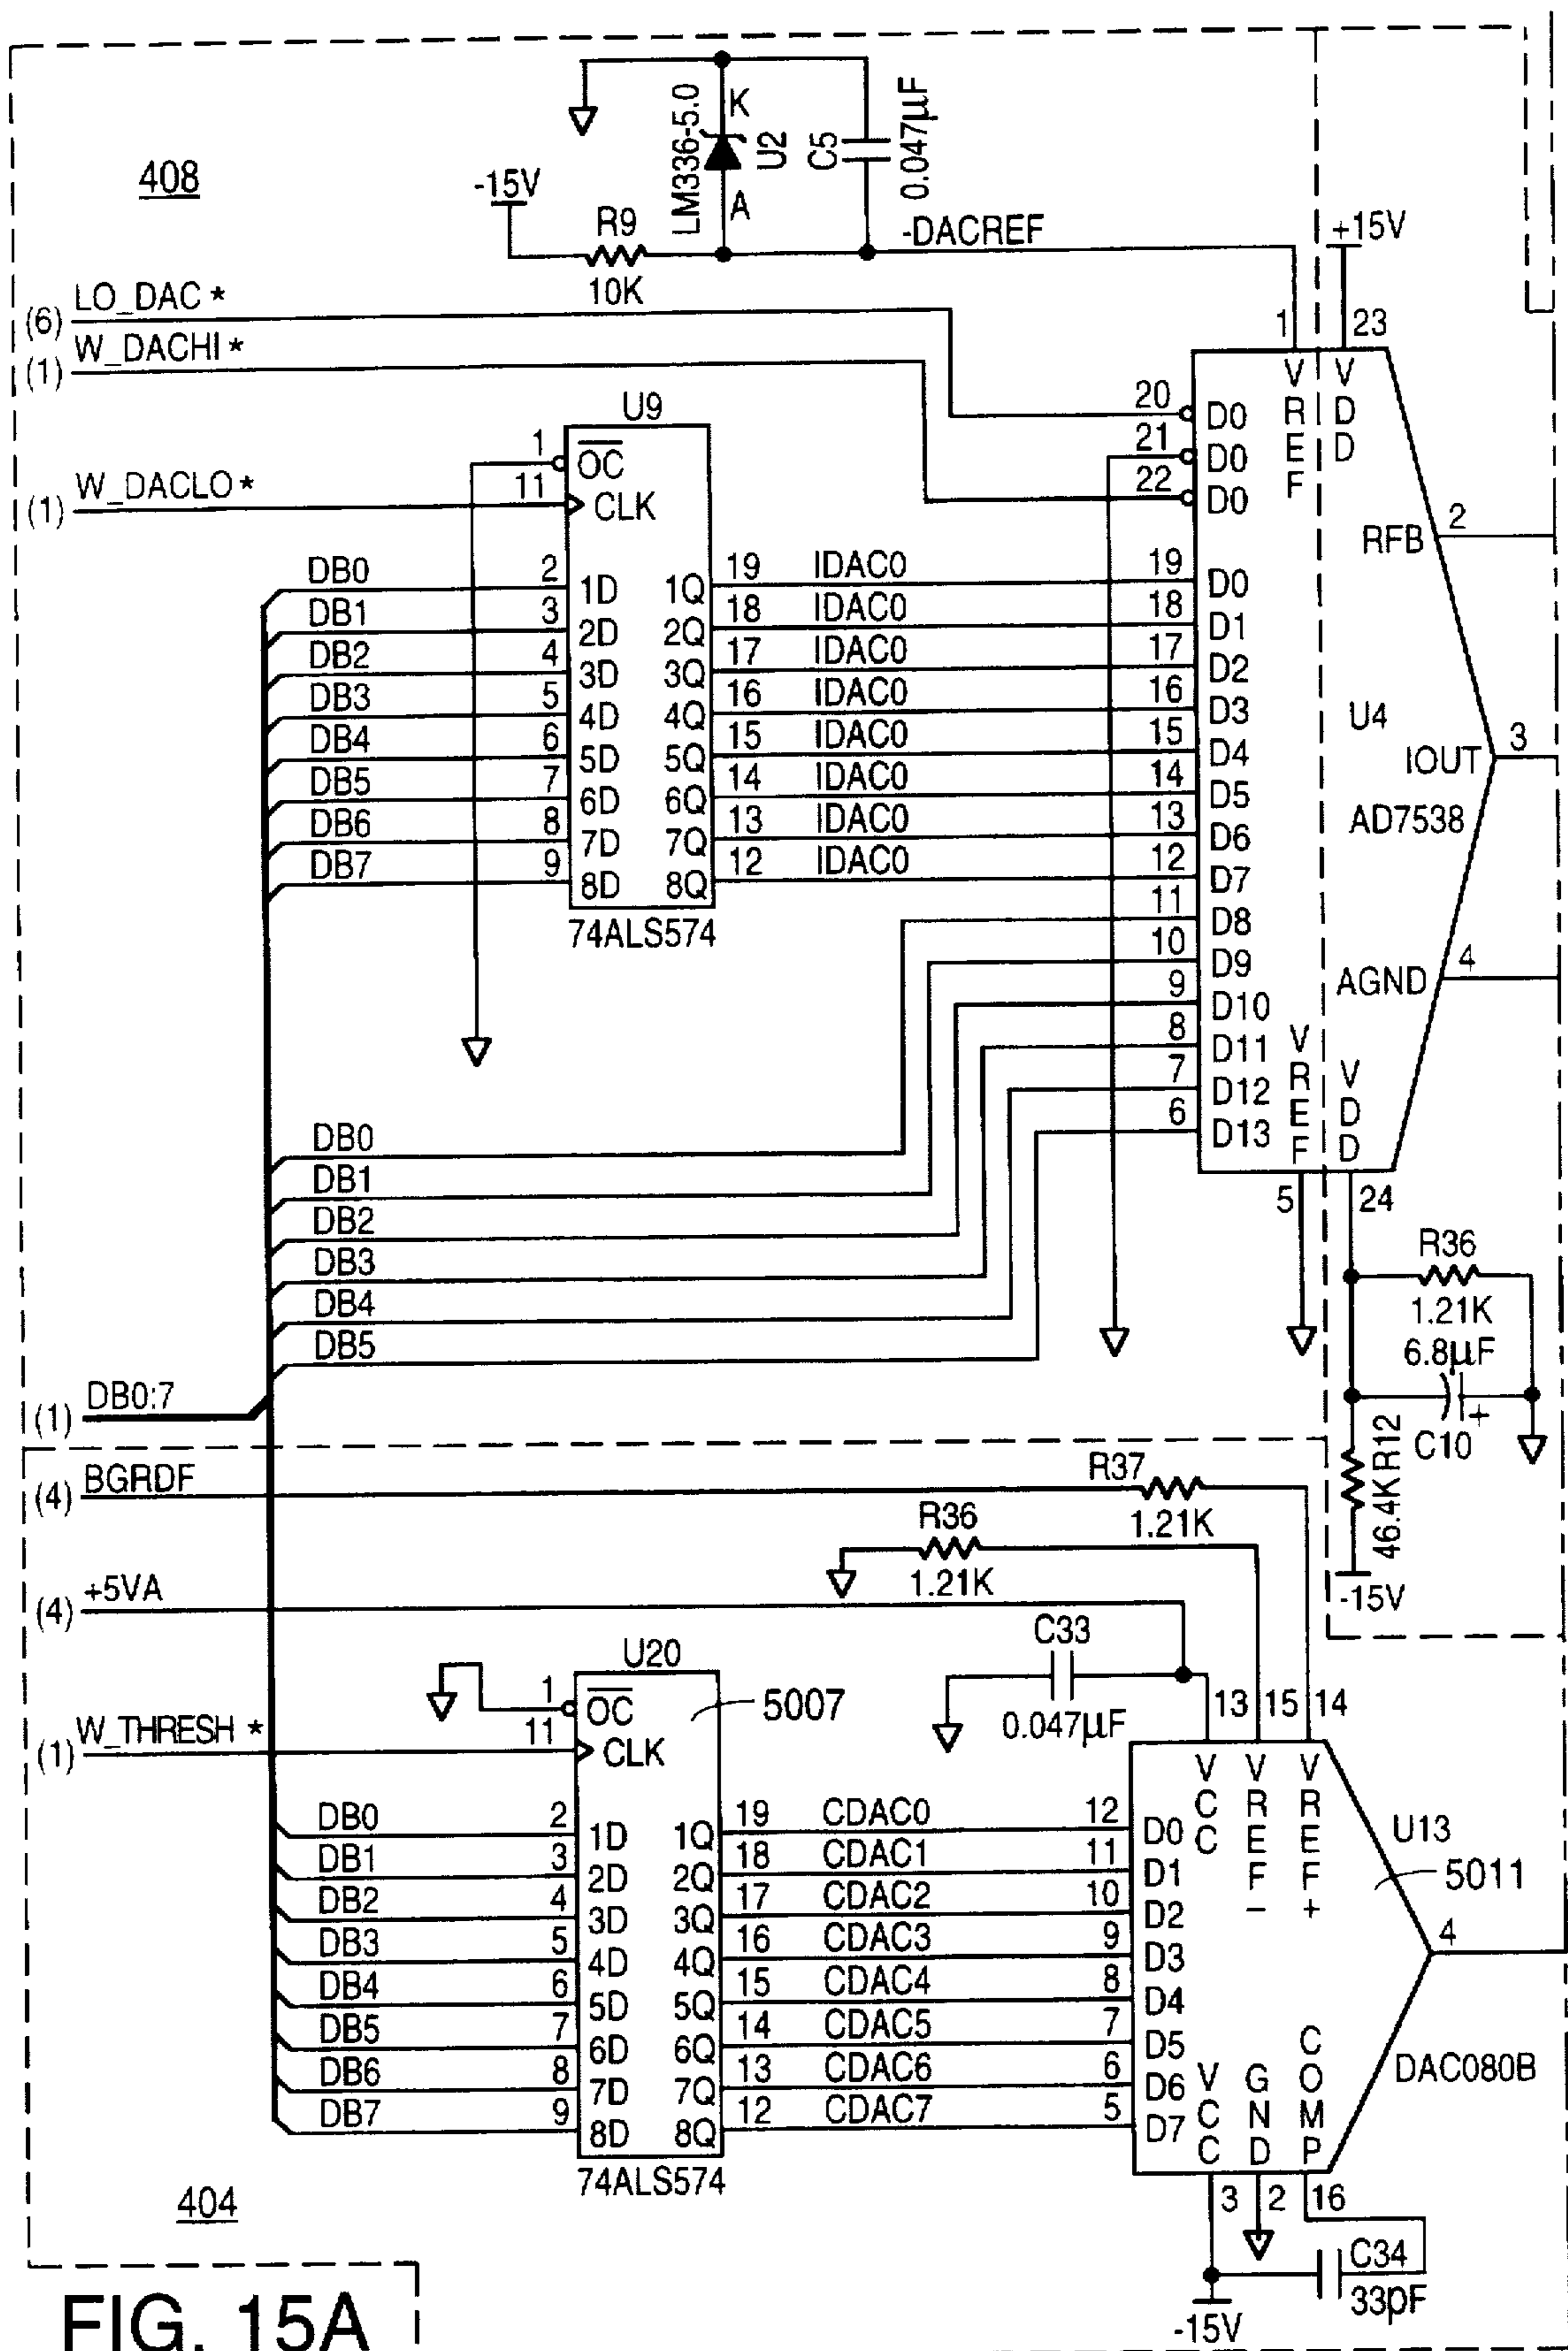 408
-15V
R9
10K
LM336-5.0
K
A
U2
C5
0.047µF
-DACREF
+15V
(6) LO_DAC *
(1) W_DACHI *
(1) W_DACLO *
U9
1 OC
11 CLK
DB0 2 1D 1Q 19 IDAC0 19 D0
DB1 3 2D 2Q 18 IDAC0 18 D1
DB2 4 3D 3Q 17 IDAC0 17 D2
DB3 5 4D 4Q 16 IDAC0 16 D3
DB4 6 5D 5Q 15 IDAC0 15 D4
DB5 7 6D 6Q 14 IDAC0 14 D5
DB6 8 7D 7Q 13 IDAC0 13 D6
DB7 9 8D 8Q 12 IDAC0 12 D7
74ALS574
1 VREF
23 VDD
20 D0
21 D0
22 D0
RFB 2
U4
IOUT 3
AD7538
AGND 4
11 D8
10 D9
9 D10
8 D11
7 D12
6 D13
VREF 5
VDD 24
DB0
DB1
DB2
DB3
DB4
DB5
(1) DB0:7
R36
1.21K
6.8µF
+
C10
46.4K R12
-15V
(4) BGRDF
R37
1.21K
R36
1.21K
(4) +5VA
C33
0.047µF
(1) W_THRESH *
U20
1 OC
11 CLK
5007
DB0 2 1D 1Q 19 CDAC0 12 D0
DB1 3 2D 2Q 18 CDAC1 11 D1
DB2 4 3D 3Q 17 CDAC2 10 D2
DB3 5 4D 4Q 16 CDAC3 9 D3
DB4 6 5D 5Q 15 CDAC4 8 D4
DB5 7 6D 6Q 14 CDAC5 7 D5
DB6 8 7D 7Q 13 CDAC6 6 D6
DB7 9 8D 8Q 12 CDAC7 5 D7
74ALS574
13 VCC
15 VREF-
14 VREF+
U13
5011
4
DAC080B
VCC 3
GND 2
COMP 16
C34
33pF
-15V
404
FIG. 15A